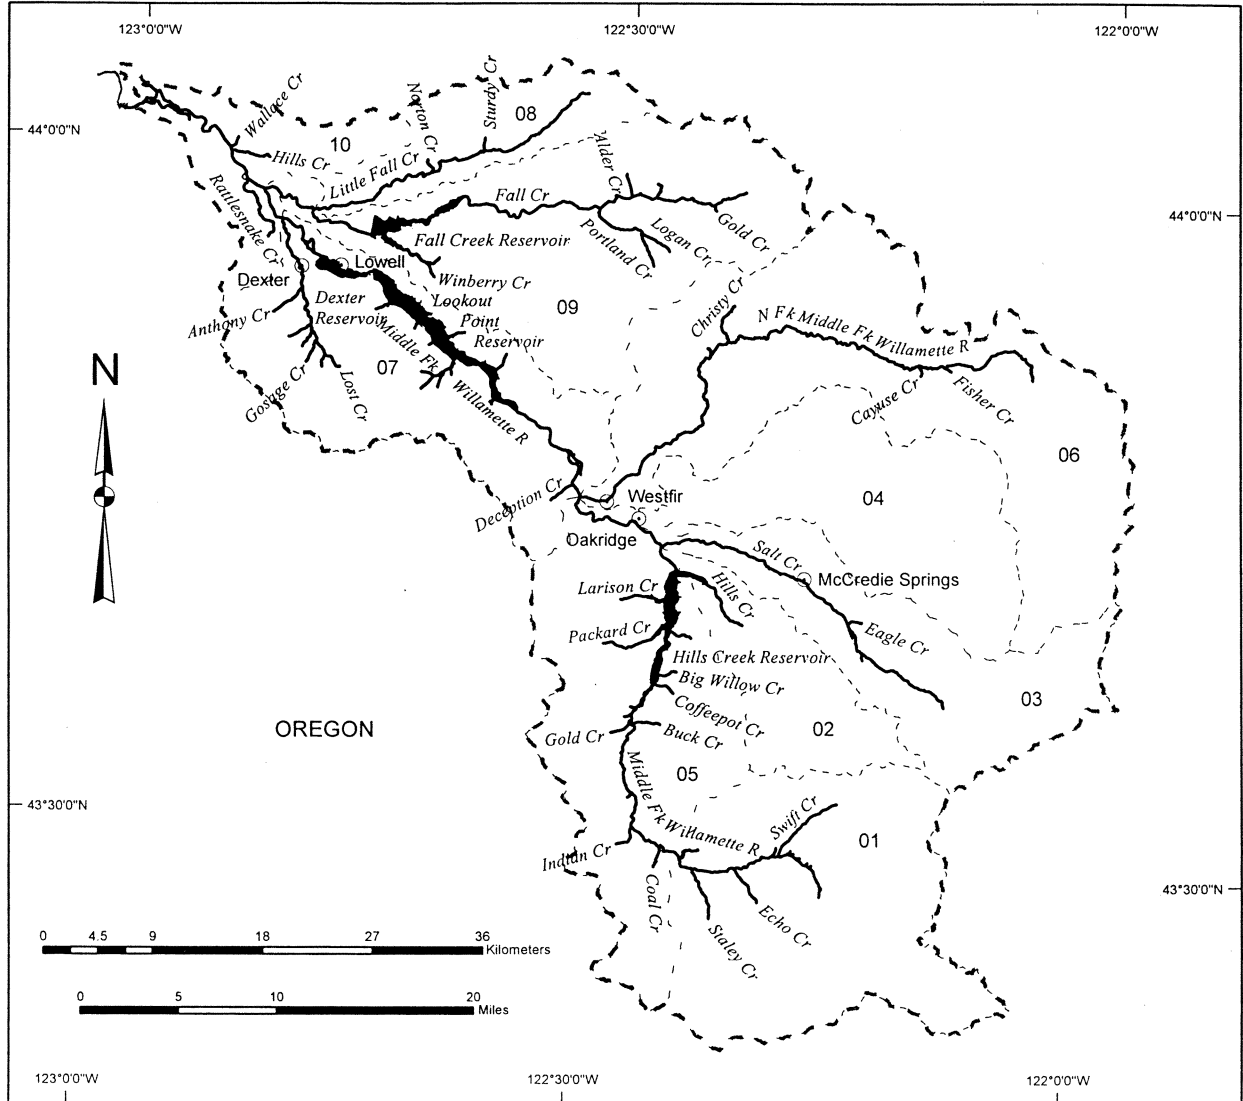 123°0'0"W
122°30'0"W
122°0'0"W
44°0'0"N
44°0'0"N
Wallace Cr
Norton Cr
Sturdy Cr
08
10
Hills Cr
Little Fall Cr
Alder Cr
Rattlesnake Cr
Fall Cr
Gold Cr
Logan Cr
Portland Cr
Fall Creek Reservoir
Lowell
Dexter
Winberry Cr
Christy Cr
Dexter
Reservoir
Lookout
Point
Reservoir
09
N Fk Middle Fk Willamette R
Anthony Cr
Middle Fk
Willamette R
07
N
Gosage Cr
Lost Cr
Cayuse Cr
Fisher Cr
06
Deception Cr
Westfir
04
Oakridge
Salt Cr
McCredie Springs
Larison Cr
Hills Cr
Packard Cr
Eagle Cr
Hills Creek Reservoir
Big Willow Cr
Coffeepot Cr
03
OREGON
Gold Cr
Buck Cr
02
05
Middle Fk Willamette R
43°30'0"N
Swift Cr
01
Indian Cr
43°30'0"N
Coal Cr
Staley Cr
Echo Cr
0 4.5 9 18 27 36
Kilometers
0 5 10 20
Miles
123°0'0"W
122°30'0"W
122°0'0"W